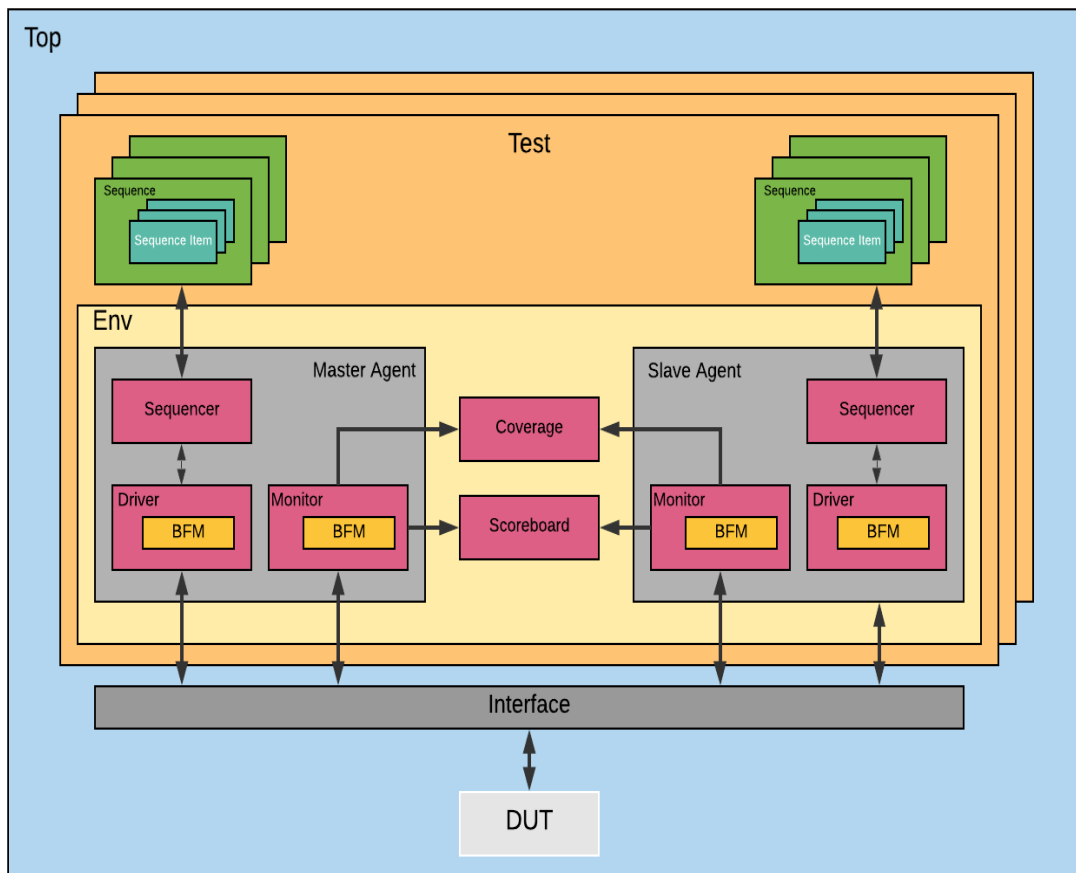 Top
Test
Sequence
Sequence Item
Sequence
Sequence Item
Env
Master Agent
Slave Agent
Sequencer
Coverage
Sequencer
Driver
BFM
Monitor
BFM
Scoreboard
Monitor
BFM
Driver
BFM
Interface
DUT